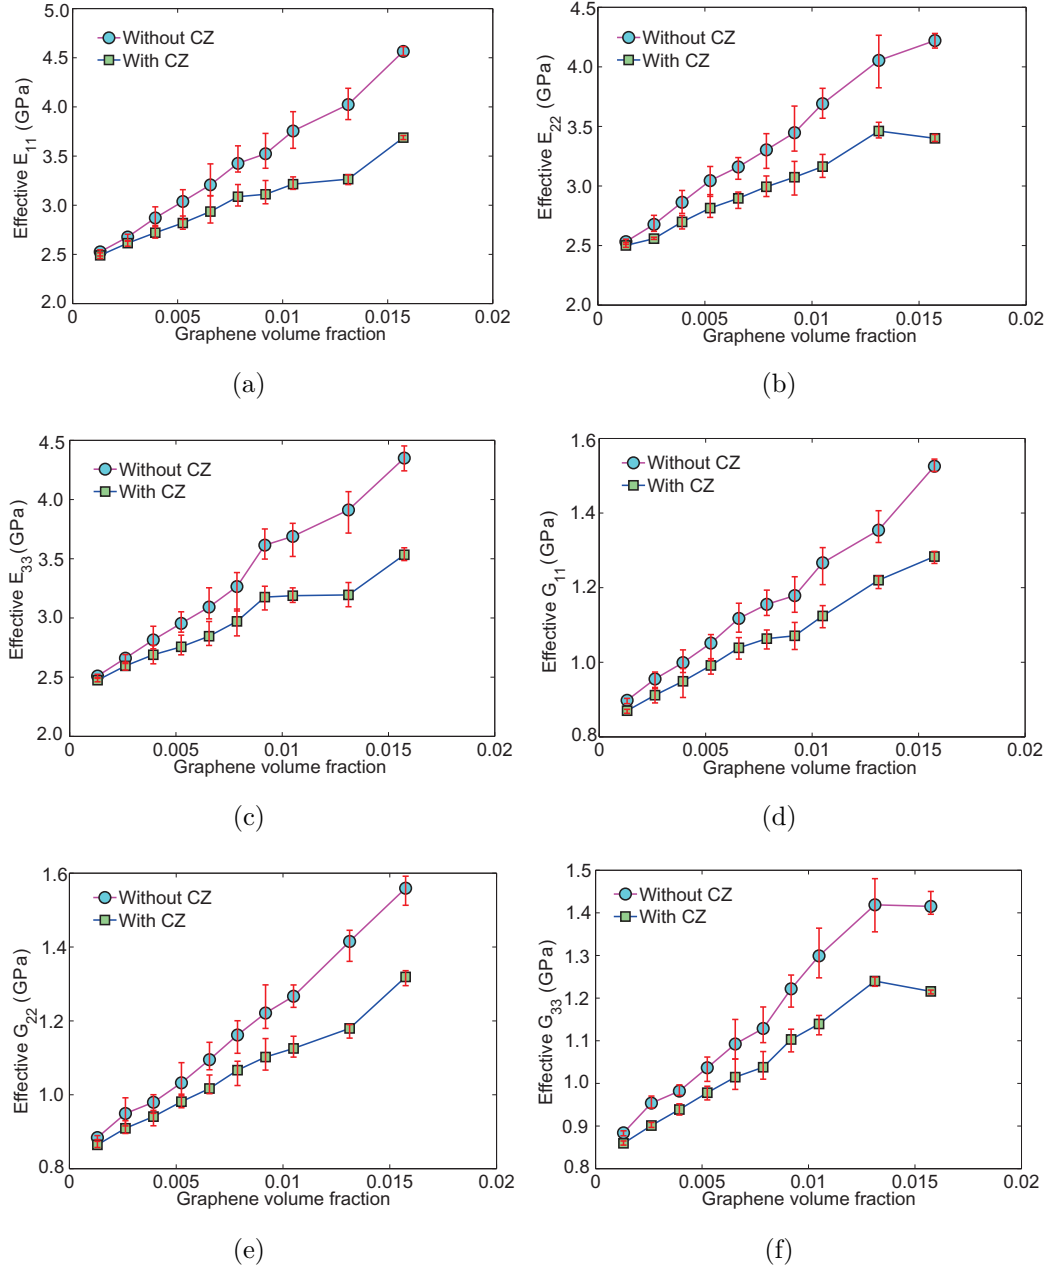 5.0
4.5
4.0
3.5
3.0
2.5
2.0
Effective E11 (GPa)
Without CZ
With CZ
0
0.005
0.01
0.015
0.02
Graphene volume fraction
(a)
4.5
4.0
3.5
3.0
2.5
2.0
Effective E22 (GPa)
Without CZ
With CZ
0
0.005
0.01
0.015
0.02
Graphene volume fraction
(b)
4.5
4.0
3.5
3.0
2.5
2.0
Effective E33 (GPa)
Without CZ
With CZ
0
0.005
0.01
0.015
0.02
Graphene volume fraction
(c)
1.6
1.4
1.2
1.0
0.8
Effective G11 (GPa)
Without CZ
With CZ
0
0.005
0.01
0.015
0.02
Graphene volume fraction
(d)
1.6
1.4
1.2
1.0
0.8
Effective G22 (GPa)
Without CZ
With CZ
0
0.005
0.01
0.015
0.02
Graphene volume fraction
(e)
1.5
1.4
1.3
1.2
1.1
1.0
0.9
0.8
Effective G33 (GPa)
Without CZ
With CZ
0
0.005
0.01
0.015
0.02
Graphene volume fraction
(f)